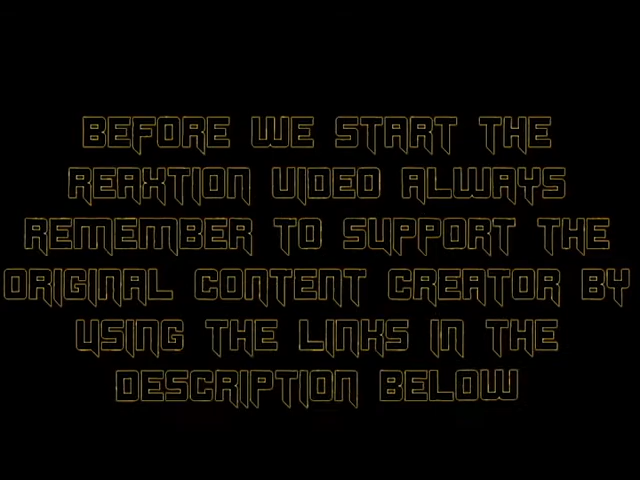 BEFORE WE START THE
REAXTION VIDEO ALWAYS
REMEMBER TO SUPPORT THE
ORIGINAL CONTENT CREATOR BY
USING THE LINKS IN THE
DESCRIPTION BELOW